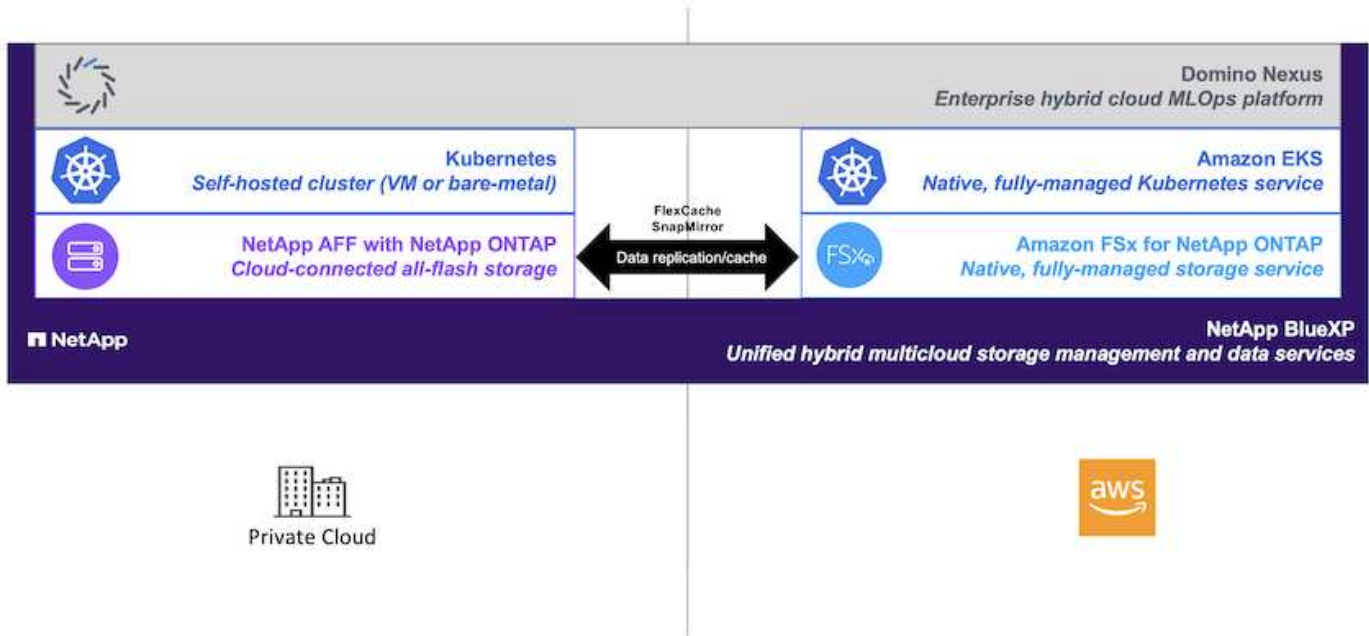 Domino Nexus
Enterprise hybrid cloud MLOps platform
Kubernetes
Self-hosted cluster (VM or bare-metal)
Amazon EKS
Native, fully-managed Kubernetes service
FlexCache
SnapMirror
Data replication/cache
NetApp AFF with NetApp ONTAP
Cloud-connected all-flash storage
FSx
Amazon FSx for NetApp ONTAP
Native, fully-managed storage service
NetApp
NetApp BlueXP
Unified hybrid multicloud storage management and data services
Private Cloud
aws